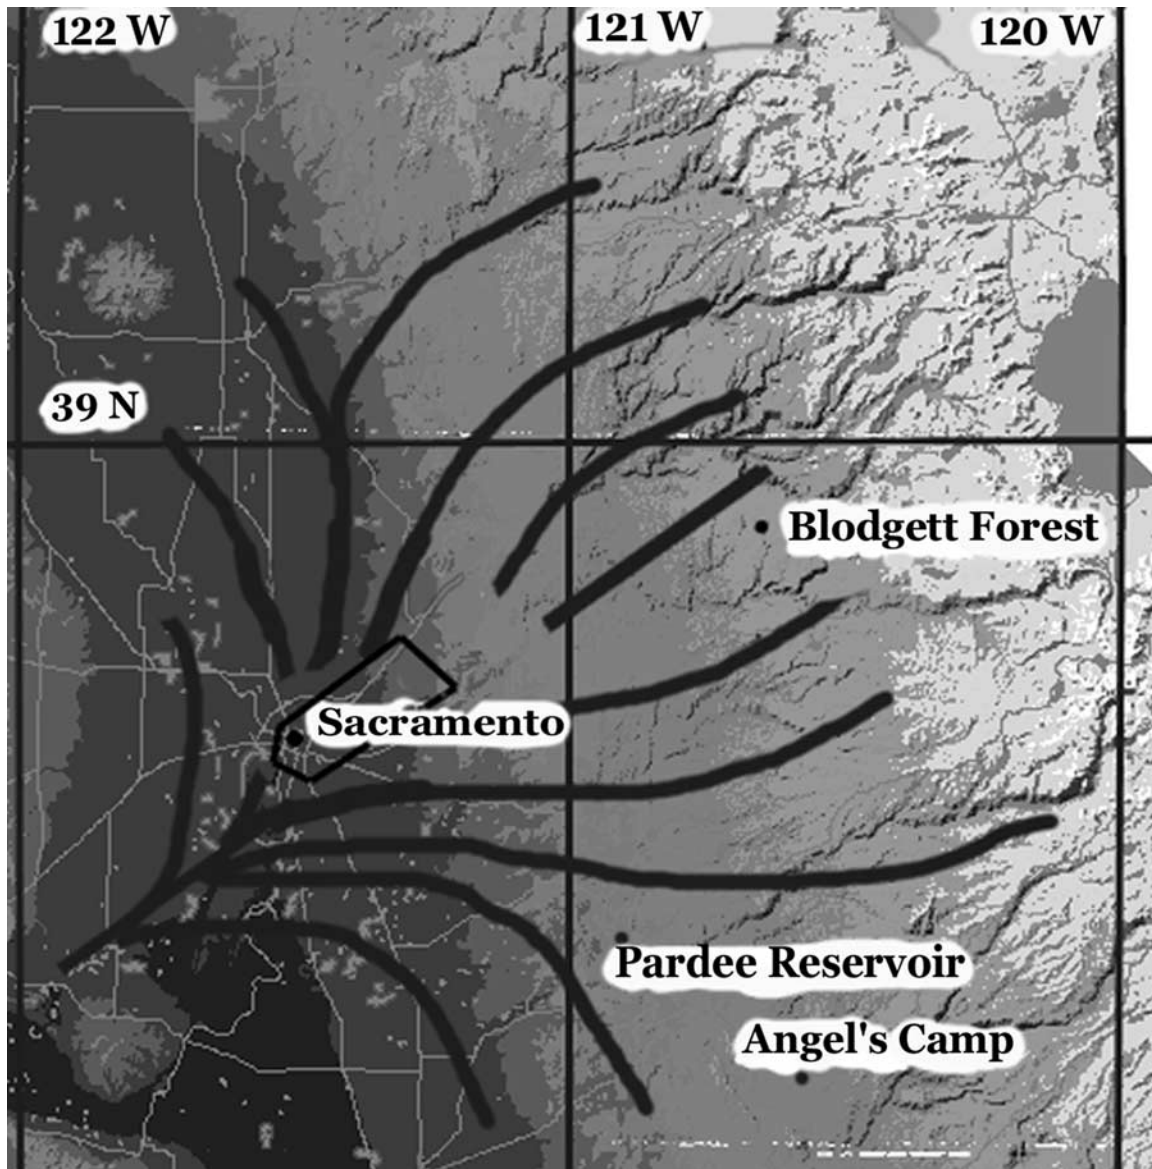 122 W
121 W
120 W
39 N
Blodgett Forest
Sacramento
Pardee Reservoir
Angel's Camp